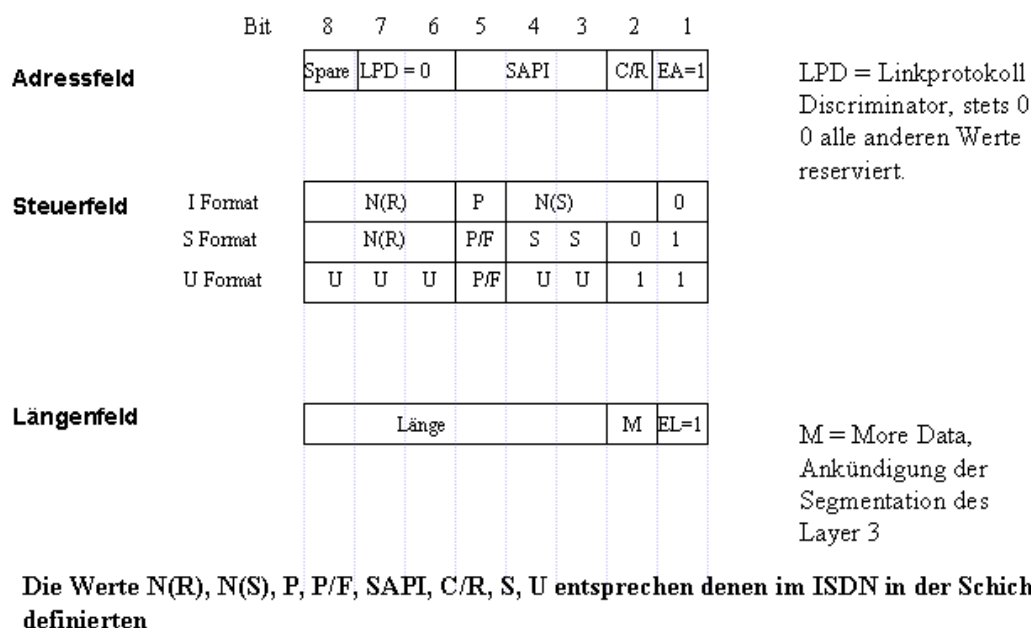 Bit 8 7 6 5 4 3 2 1
Adressfeld Spare LPD = 0 SAPI C/R EA=1
LPD = Linkprotokoll
Discriminator, stets 0
0 alle anderen Werte
reserviert.
Steuerfeld I Format N(R) P N(S) 0
S Format N(R) P/F S S 0 1
U Format U U U P/F U U 1 1
Längenfeld Länge M EL=1
M = More Data,
Ankündigung der
Segmentation des
Layer 3
Die Werte N(R), N(S), P, P/F, SAPI, C/R, S, U entsprechen denen im ISDN in der Schich
definierten